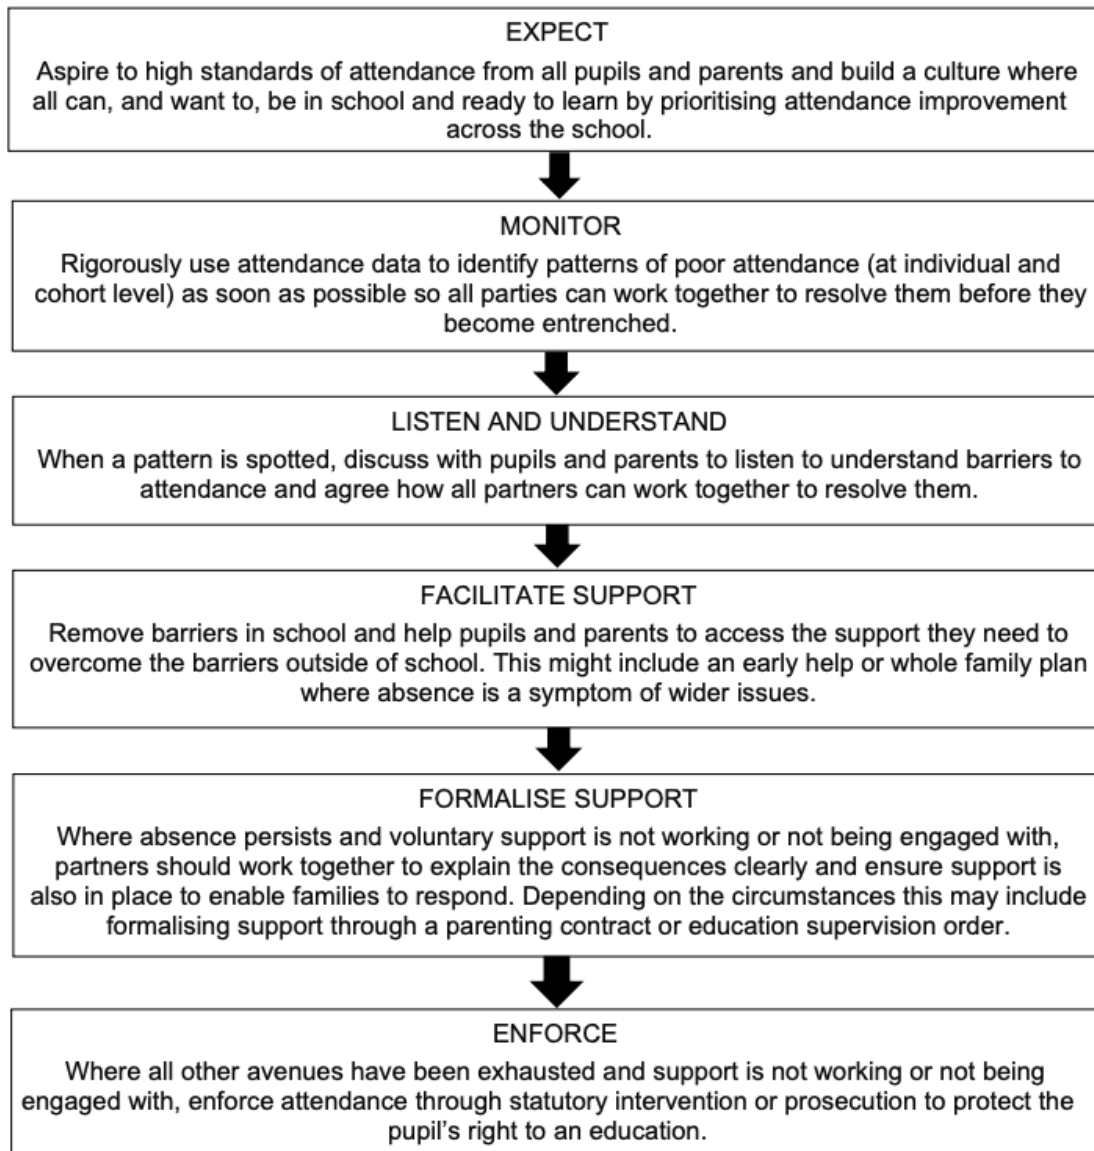 EXPECT
Aspire to high standards of attendance from all pupils and parents and build a culture where
all can, and want to, be in school and ready to learn by prioritising attendance improvement
across the school.
MONITOR
Rigorously use attendance data to identify patterns of poor attendance (at individual and
cohort level) as soon as possible so all parties can work together to resolve them before they
become entrenched.
LISTEN AND UNDERSTAND
When a pattern is spotted, discuss with pupils and parents to listen to understand barriers to
attendance and agree how all partners can work together to resolve them.
FACILITATE SUPPORT
Remove barriers in school and help pupils and parents to access the support they need to
overcome the barriers outside of school. This might include an early help or whole family plan
where absence is a symptom of wider issues.
FORMALISE SUPPORT
Where absence persists and voluntary support is not working or not being engaged with,
partners should work together to explain the consequences clearly and ensure support is
also in place to enable families to respond. Depending on the circumstances this may include
formalising support through a parenting contract or education supervision order.
ENFORCE
Where all other avenues have been exhausted and support is not working or not being
engaged with, enforce attendance through statutory intervention or prosecution to protect the
pupil's right to an education.